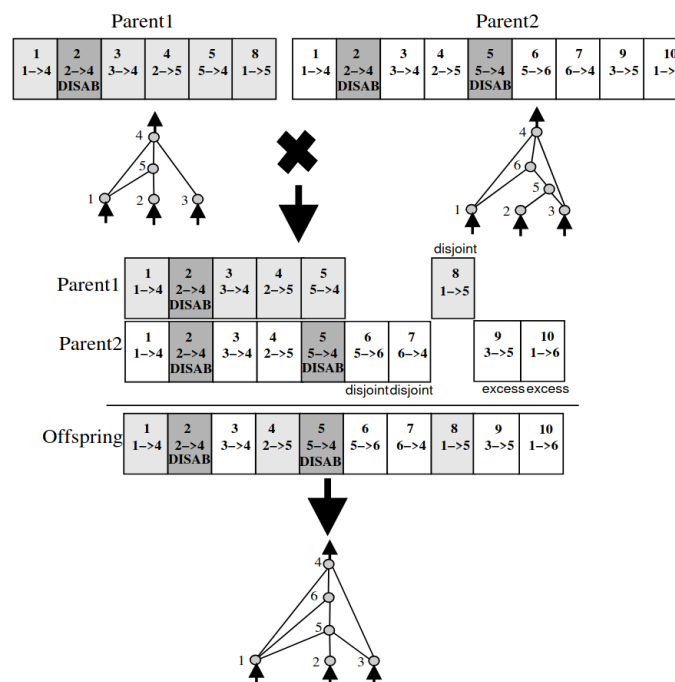 Parent1 Parent2
1 2 3 4 5 8 1 2 3 4 5 6 7 9 10
1->4 2->4 3->4 2->5 5->4 1->5 1->4 2->4 3->4 2->5 5->4 5->6 6->4 3->5 1->
DISAB DISAB DISAB
4 4
5 6
5
1 2 3 1 2 3
disjoint
Parent1 1 2 3 4 5 8
1->4 2->4 3->4 2->5 5->4 1->5
DISAB
Parent2 1 2 3 4 5 6 7 9 10
1->4 2->4 3->4 2->5 5->4 5->6 6->4 3->5 1->6
DISAB DISAB
disjoint disjoint excess excess
Offspring 1 2 3 4 5 6 7 8 9 10
1->4 2->4 3->4 2->5 5->4 5->6 6->4 1->5 3->5 1->6
DISAB DISAB
4
6
5
1 2 3